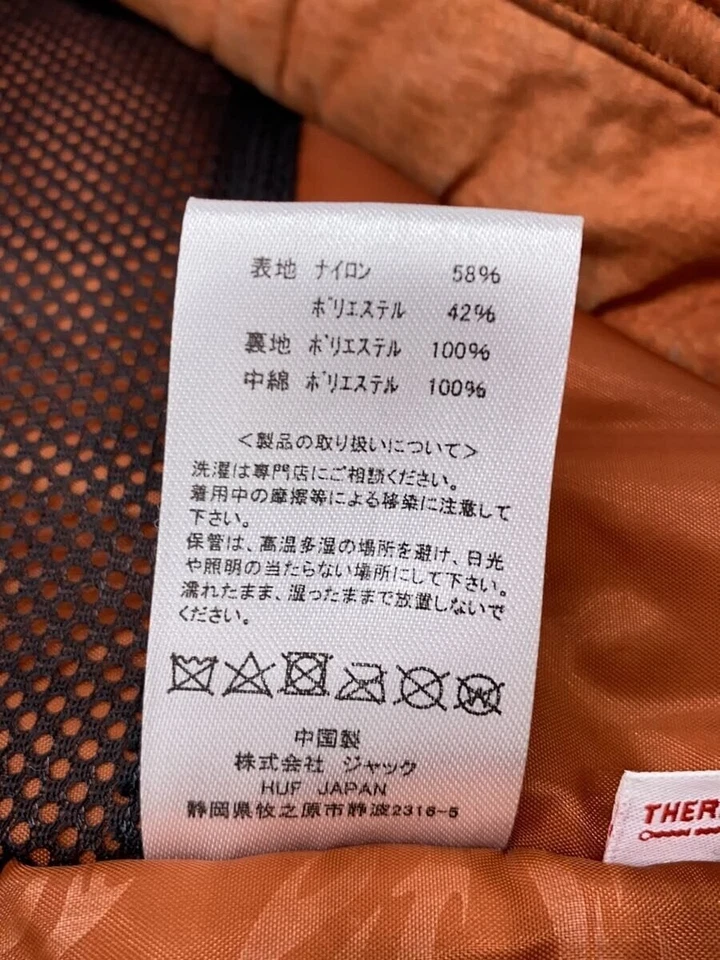 表地 ナイロン 58%
ポリエステル 42%
裏地 ポリエステル 100%
中綿 ポリエステル 100%
<製品の取り扱いについて>
洗濯は専門店にご相談ください。
着用中の摩擦等による移染に注意して
下さい。
保管は、高温多湿の場所を避け、日光
や照明の当たらない場所にして下さい。
濡れたまま、湿ったままで放置しないで
ください。
W
中国製
株式会社 ジャック
HUF JAPAN
静岡県牧之原市静波2316-5
THER